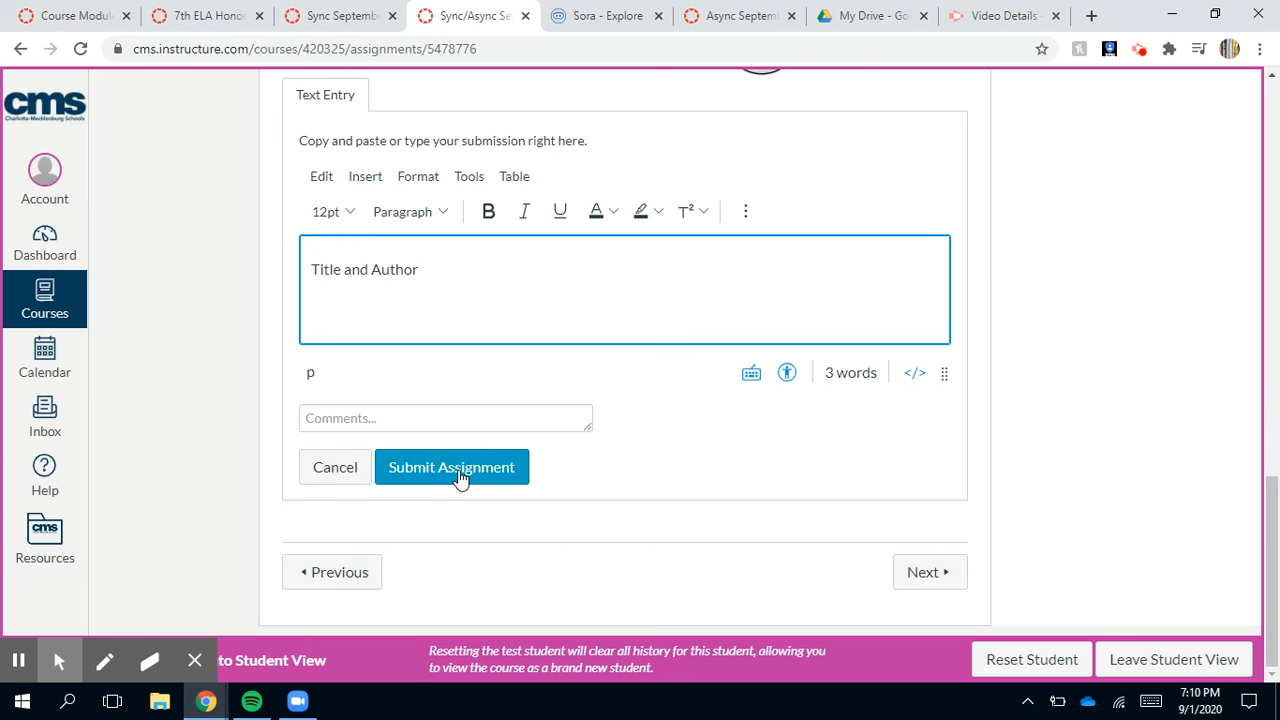 Course Module
7th ELA Honor
Sync Septembe
Sync/Async Se
Sora - Explore
Async Septem
My Drive - Goo
Video Details -
cms.instructure.com/courses/420325/assignments/5478776
cms
Charlotte-Mecklenburg Schools
Account
Dashboard
Courses
Calendar
Inbox
Help
cms
Resources
Text Entry
Copy and paste or type your submission right here.
Edit Insert Format Tools Table
12pt Paragraph B I U A T²
Title and Author
p
</> 3 words
Comments...
Cancel Submit Assignment
Previous Next
to Student View
Resetting the test student will clear all history for this student, allowing you
to view the course as a brand new student.
Reset Student Leave Student View
7:10 PM
9/1/2020